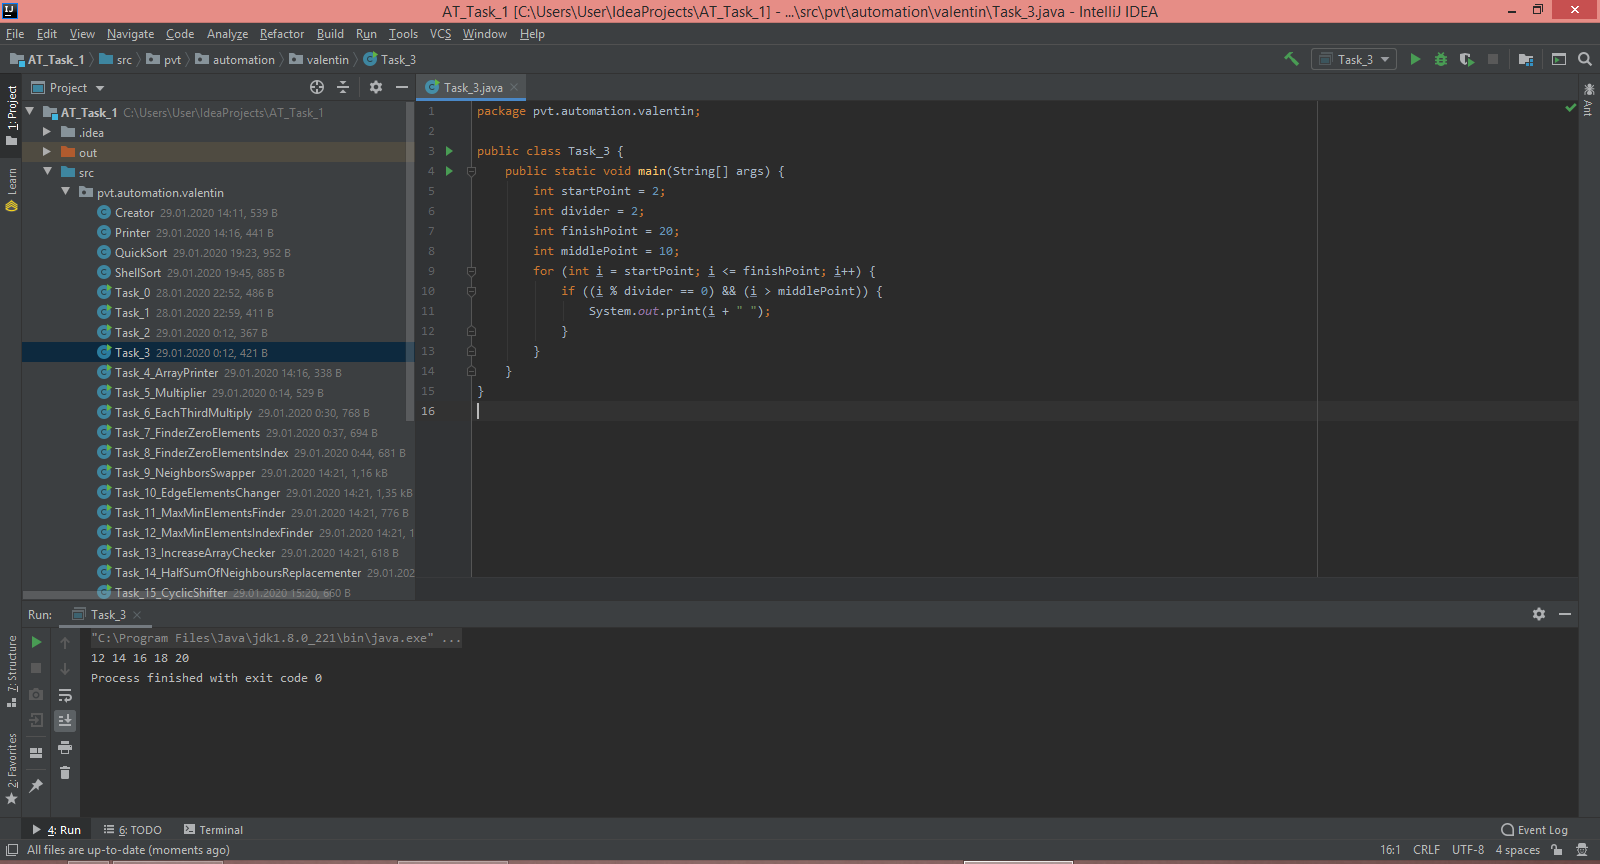 AT_Task_1 [C:\Users\User\IdeaProjects\AT_Task_1] - ...\src\pvt\automation\valentin\Task_3.java - IntelliJ IDEA
File Edit View Navigate Code Analyze Refactor Build Run Tools VCS Window Help
AT_Task_1 src pvt automation valentin Task_3
Task_3
1: Project
Learn
Project
AT_Task_1 C:\Users\User\IdeaProjects\AT_Task_1
.idea
out
src
pvt.automation.valentin
Creator 29.01.2020 14:11, 539 B
Printer 29.01.2020 14:16, 441 B
QuickSort 29.01.2020 19:23, 952 B
ShellSort 29.01.2020 19:45, 885 B
Task_0 28.01.2020 22:52, 486 B
Task_1 28.01.2020 22:59, 411 B
Task_2 29.01.2020 0:12, 367 B
Task_3 29.01.2020 0:12, 421 B
Task_4_ArrayPrinter 29.01.2020 14:16, 338 B
Task_5_Multiplier 29.01.2020 0:14, 529 B
Task_6_EachThirdMultiply 29.01.2020 0:30, 768 B
Task_7_FinderZeroElements 29.01.2020 0:37, 694 B
Task_8_FinderZeroElementsIndex 29.01.2020 0:44, 681 B
Task_9_NeighborsSwapper 29.01.2020 14:21, 1,16 kB
Task_10_EdgeElementsChanger 29.01.2020 14:21, 1,35 kB
Task_11_MaxMinElementsFinder 29.01.2020 14:21, 776 B
Task_12_MaxMinElementsIndexFinder 29.01.2020 14:21, 1
Task_13_IncreaseArrayChecker 29.01.2020 14:21, 618 B
Task_14_HalfSumOfNeighboursReplacementer 29.01.202
Task_15_CyclicShifter 29.01.2020 15:20, 660 B
Task_3.java
1 package pvt.automation.valentin;
2
3 public class Task_3 {
4 public static void main(String[] args) {
5 int startPoint = 2;
6 int divider = 2;
7 int finishPoint = 20;
8 int middlePoint = 10;
9 for (int i = startPoint; i <= finishPoint; i++) {
10 if ((i % divider == 0) && (i > middlePoint)) {
11 System.out.print(i + " ");
12 }
13 }
14 }
15 }
16
Ant
Run: Task_3
"C:\Program Files\Java\jdk1.8.0_221\bin\java.exe" ...
12 14 16 18 20
Process finished with exit code 0
7: Structure
2: Favorites
4: Run 6: TODO Terminal Event Log
All files are up-to-date (moments ago) 16:1 CRLF UTF-8 4 spaces